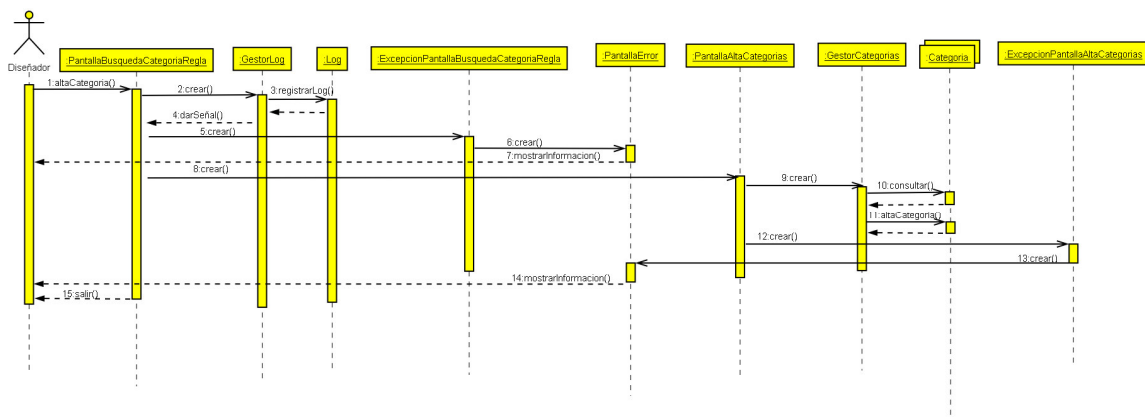 Diseñador
:PantallaBusquedaCategoriaRegla
:GestorLog
:Log
:ExcepcionPantallaBusquedaCategoriaRegla
:PantallaError
:PantallaAltaCategorias
:GestorCategorias
:Categoria
:ExcepcionPantallaAltaCategorias
1:altaCategoria()
2:crear()
3:registrarLog()
4:darSeñal()
5:crear()
6:crear()
7:mostrarInformacion()
8:crear()
9:crear()
10:consultar()
11:altaCategoria()
12:crear()
13:crear()
14:mostrarInformacion()
15:salir()